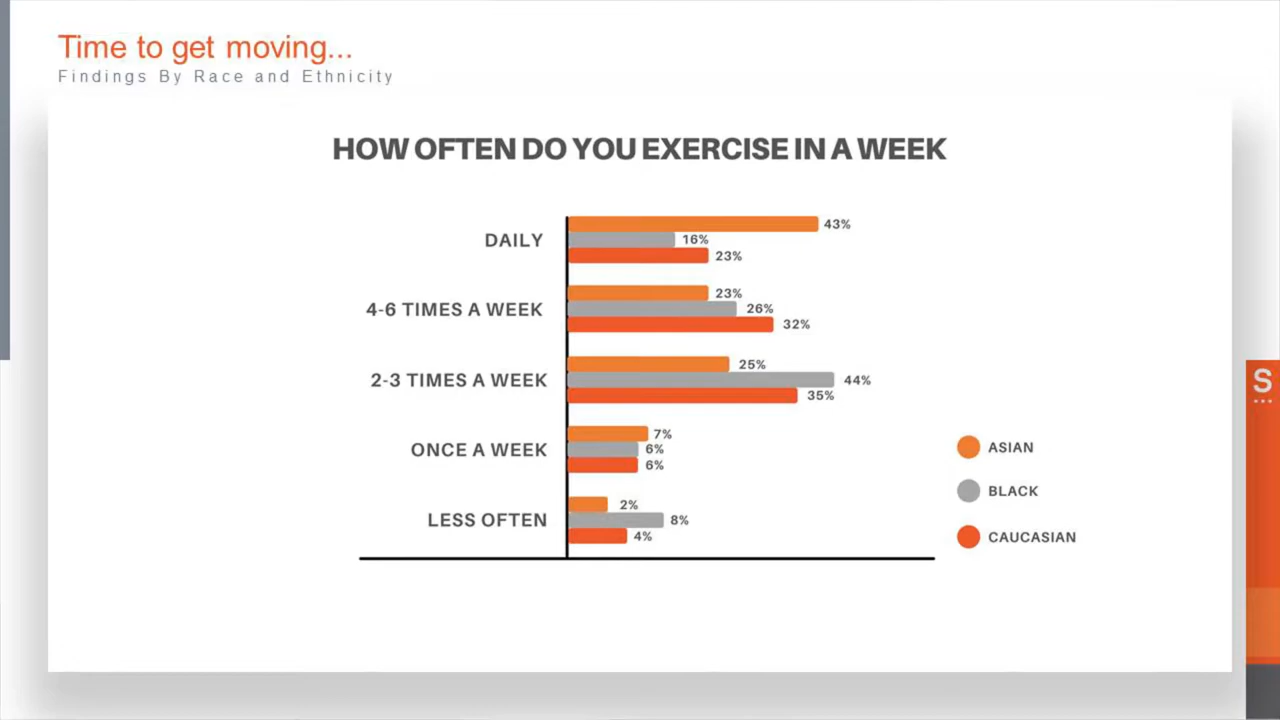 Time to get moving...
Findings By Race and Ethnicity
HOW OFTEN DO YOU EXERCISE IN A WEEK
DAILY
43%
16%
23%
4-6 TIMES A WEEK
23%
26%
32%
2-3 TIMES A WEEK
25%
44%
35%
ONCE A WEEK
7%
6%
6%
LESS OFTEN
2%
8%
4%
ASIAN
BLACK
CAUCASIAN
S